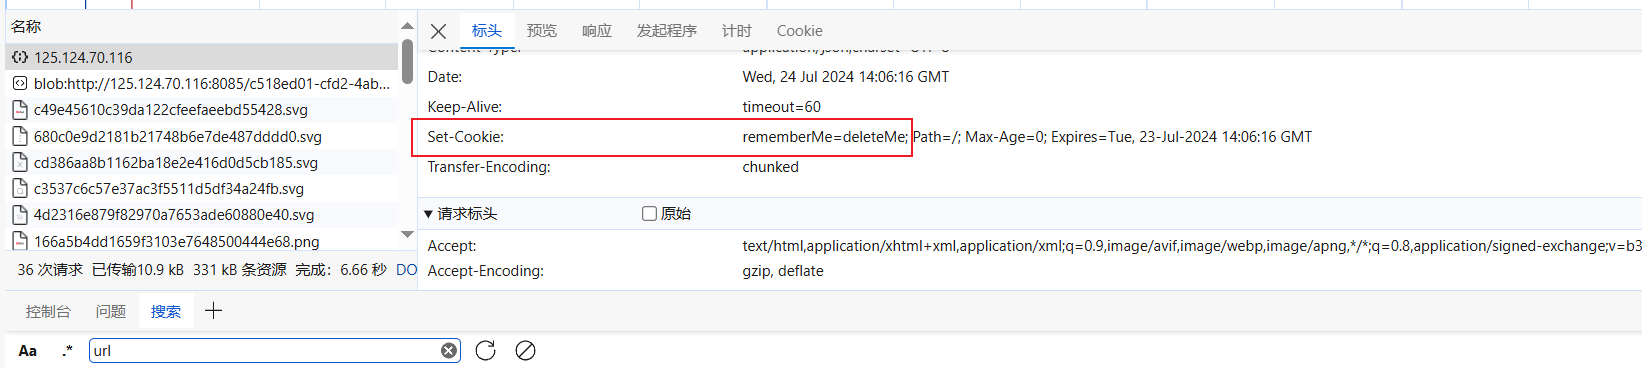 名称
125.124.70.116
blob:http://125.124.70.116:8085/c518ed01-cfd2-4ab...
c49e45610c39da122cfeefaeebd55428.svg
680c0e9d2181b21748b6e7de487dddd0.svg
cd386aa8b1162ba18e2e416d0d5cb185.svg
c3537c6c57e37ac3f5511d5df34a24fb.svg
4d2316e879f82970a7653ade60880e40.svg
166a5b4dd1659f3103e7648500444e68.png
36 次请求 已传输10.9 kB 331 kB 条资源 完成：6.66 秒 DO
标头 预览 响应 发起程序 计时 Cookie
Date: Wed, 24 Jul 2024 14:06:16 GMT
Keep-Alive: timeout=60
Set-Cookie: rememberMe=deleteMe; Path=/; Max-Age=0; Expires=Tue, 23-Jul-2024 14:06:16 GMT
Transfer-Encoding: chunked
▼请求标头 原始
Accept: text/html,application/xhtml+xml,application/xml;q=0.9,image/avif,image/webp,image/apng,*/*;q=0.8,application/signed-exchange;v=b3
Accept-Encoding: gzip, deflate
控制台 问题 搜索
Aa .* url